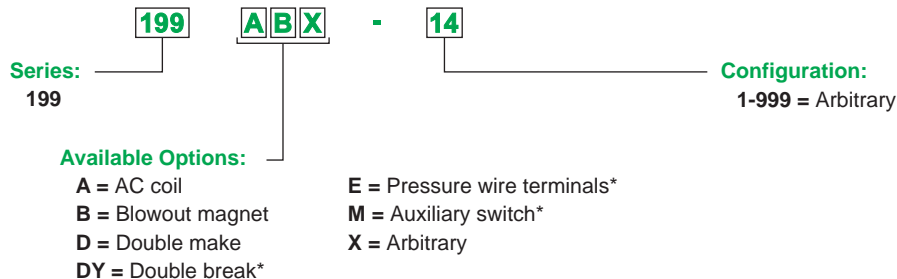 199 ABX - 14
Series:
199
Configuration:
1-999 = Arbitrary
Available Options:
A = AC coil
B = Blowout magnet
D = Double make
DY = Double break*
E = Pressure wire terminals*
M = Auxiliary switch*
X = Arbitrary